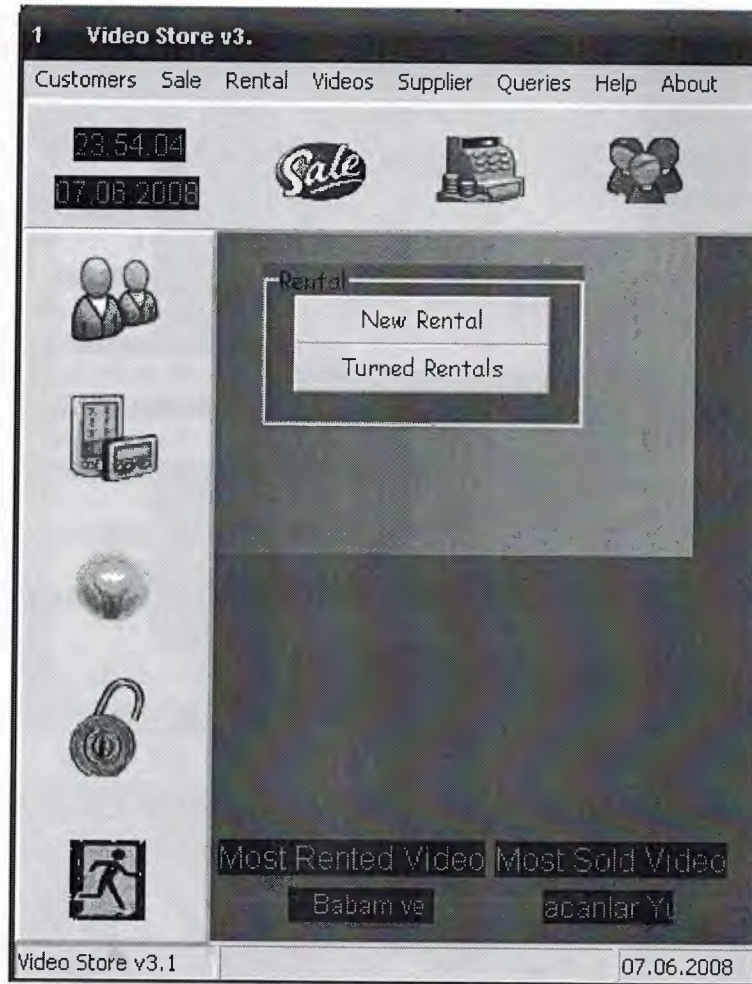 1 Video Store v3.
Customers Sale Rental Videos Supplier Queries Help About
23.54.04
07.06.2008
Sale
Rental
New Rental
Turned Rentals
Most Rented Video Most Sold Video
Babam ve acanlar Yu
Video Store v3.1 07.06.2008